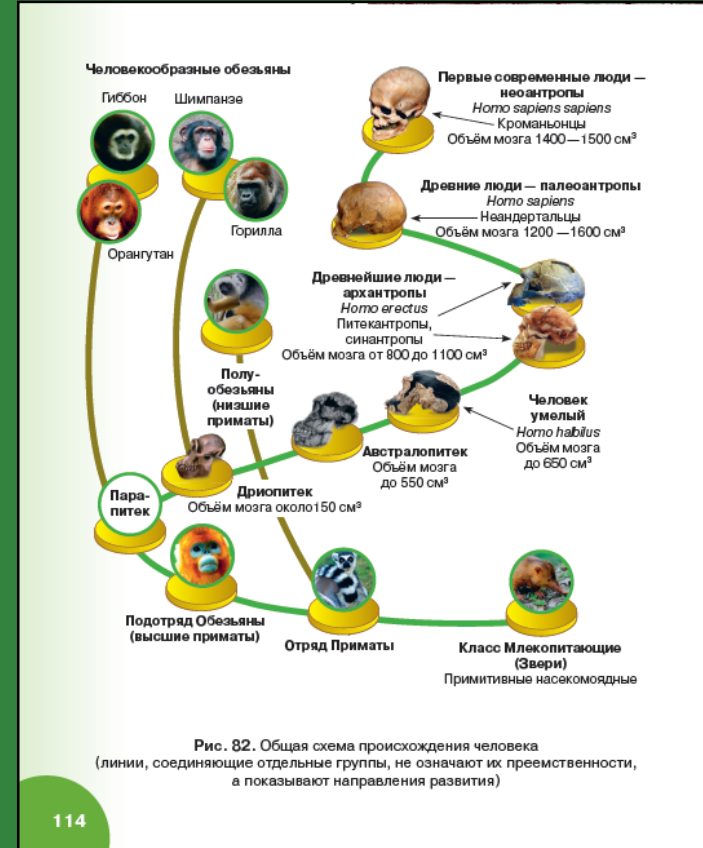 Человекообразные обезьяны
Гиббон
Шимпанзе
Орангутан
Горилла
Первые современные люди —
неоантропы
Homo sapiens sapiens
Кроманьонцы
Объём мозга 1400—1500 см³
Древние люди — палеоантропы
Homo sapiens
Неандертальцы
Объём мозга 1200 —1600 см³
Древнейшие люди —
архантропы
Homo erectus
Питекантропы,
синантропы
Объём мозга от 800 до 1100 см³
Полу-
обезьяны
(низшие
приматы)
Человек
умелый
Homo habilus
Объём мозга
до 650 см³
Австралопитек
Объём мозга
до 550 см³
Дриопитек
Объём мозга около150 см³
Пара-
питек
Подотряд Обезьяны
(высшие приматы)
Отряд Приматы
Класс Млекопитающие
(Звери)
Примитивные насекомоядные
Рис. 82. Общая схема происхождения человека
(линии, соединяющие отдельные группы, не означают их преемственности,
а показывают направления развития)
114